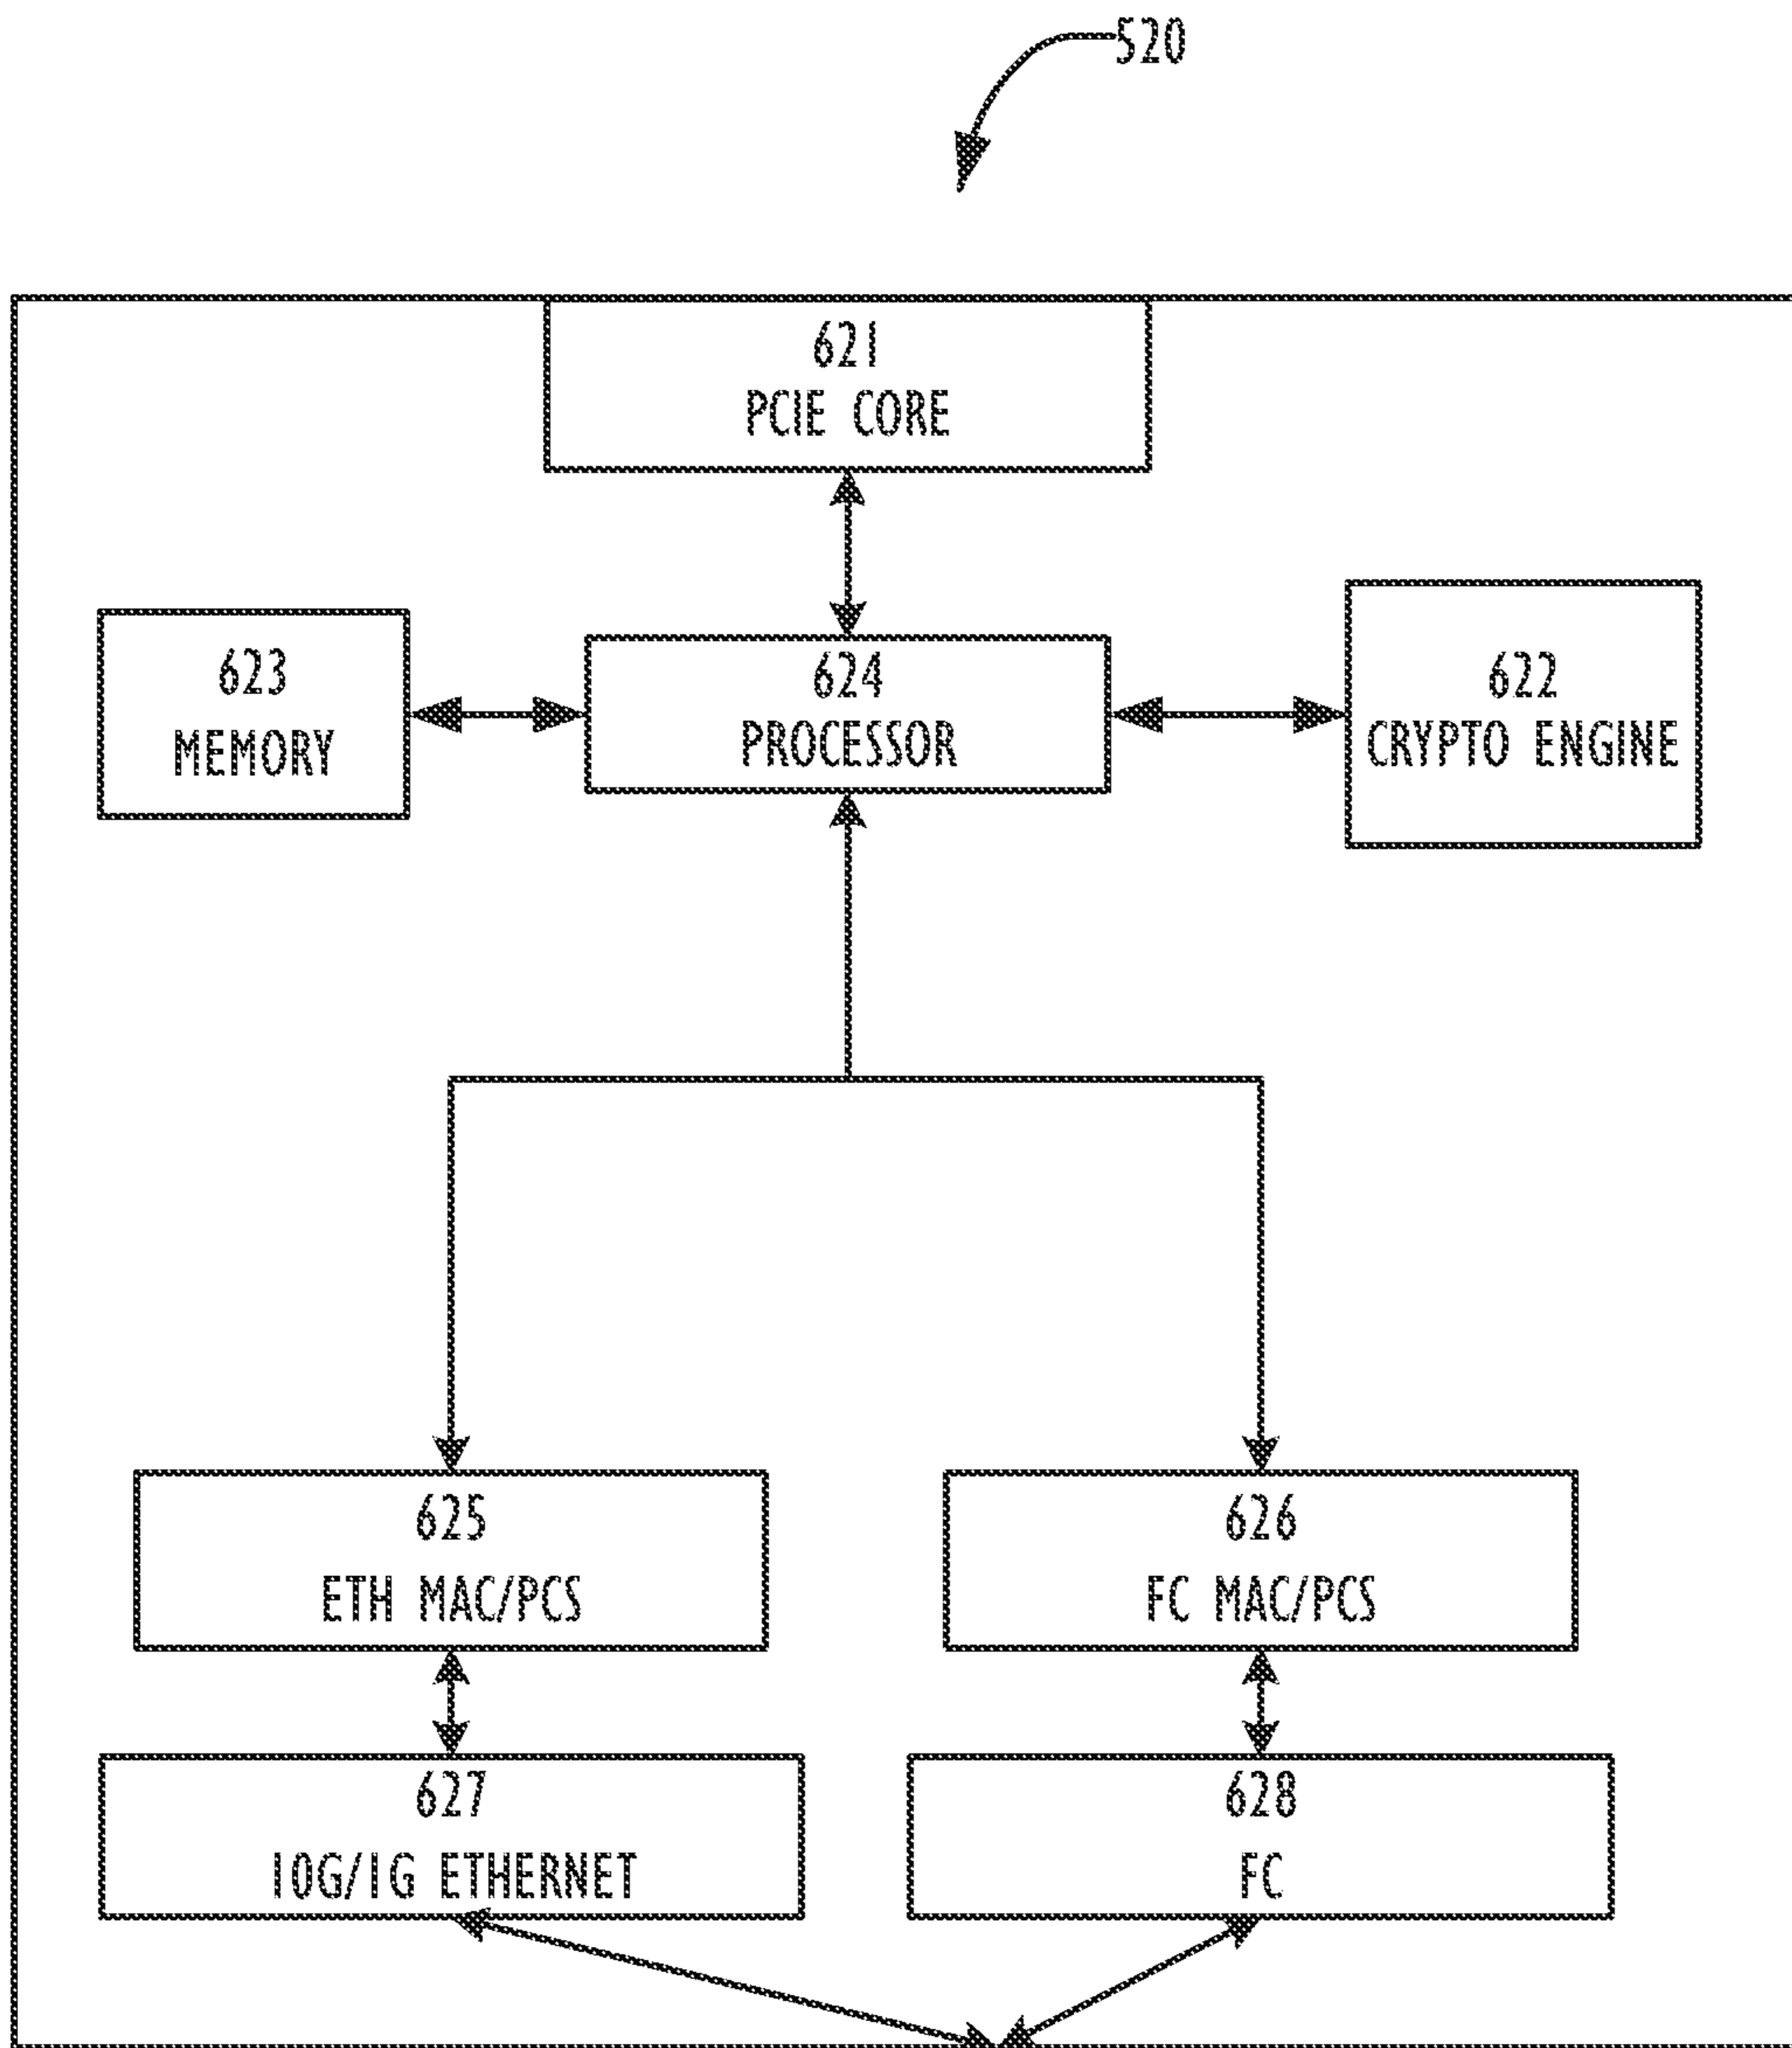 520
621
PCIE CORE
623
MEMORY
624
PROCESSOR
622
CRYPTO ENGINE
625
ETH MAC/PCS
626
FC MAC/PCS
627
10G/1G ETHERNET
628
FC